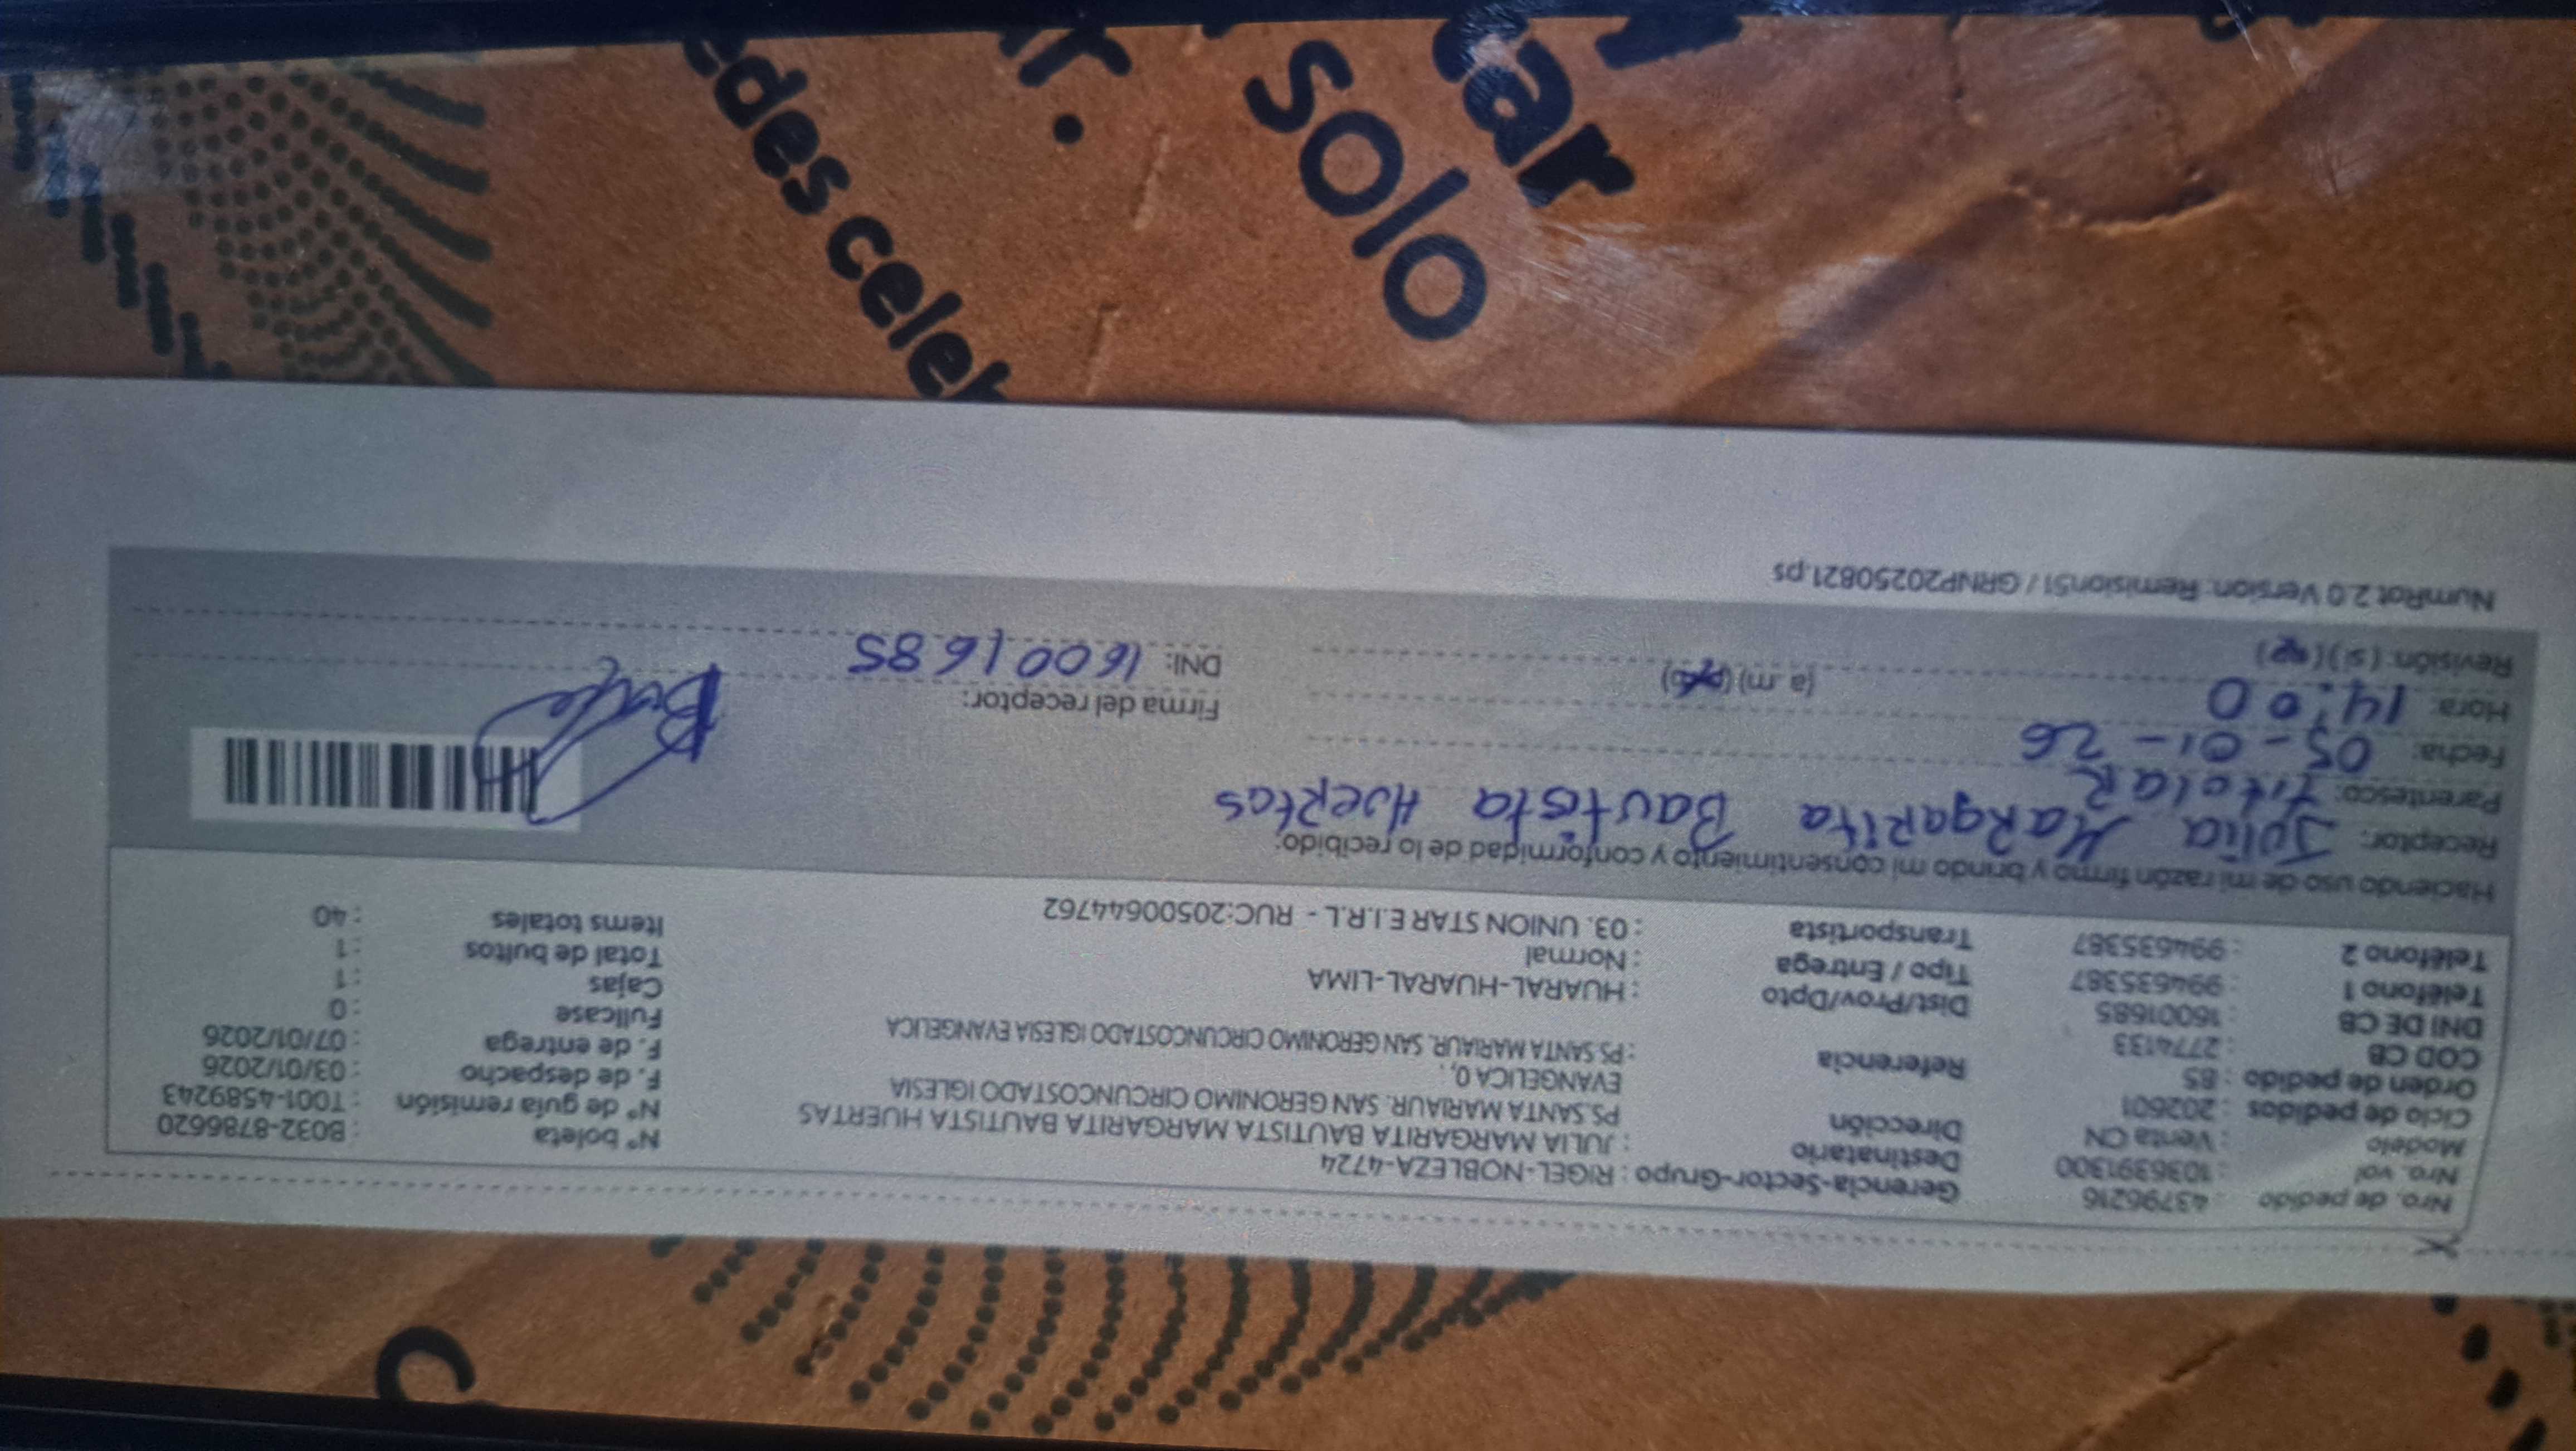 Nro. de pedido : 43796216
Nro. vol : 1036391300
Modelo : Venta CN
Ciclo de pedidos : 202601
Orden de pedido : 85
COD CB : 2774133
DNI DE CB : 16001685
Teléfono 1 : 994635387
Teléfono 2 : 994635387
Gerencia-Sector-Grupo : RIGEL-NOBLEZA-4724
Destinatario : JULIA MARGARITA BAUTISTA MARGARITA BAUTISTA HUERTAS
Dirección PS.SANTA MARIAUR. SAN GERONIMO CIRCUNCOSTADO IGLESIA
EVANGELICA 0, .
Referencia : PS.SANTA MARIAUR. SAN GERONIMO CIRCUNCOSTADO IGLESIA EVANGELICA
Dist/Prov/Dpto : HUARAL-HUARAL-LIMA
Tipo / Entrega : Normal
Transportista : 03. UNION STAR E.I.R.L - RUC:20500644762
N° boleta : B032-8786620
N° de guía remisión : T001-4589243
F. de despacho : 03/01/2026
F. de entrega : 07/01/2026
Fullcase : 0
Cajas : 1
Total de bultos : 1
Items totales : 40
Haciendo uso de mi razón firmo y brindo mi consentimiento y conformidad de lo recibido:
Receptor: Julia MaRgaRita Bautista HueRtas
Parentesco: TitolaR
Fecha: 05-01-26
Hora: 14:00 (a.m)
Revisión: (si)
Firma del receptor:
DNI: 16001685
NumRot 2.0 Version: Remision51 / GRNP20250821.ps
edes celeb
r.
solo
car